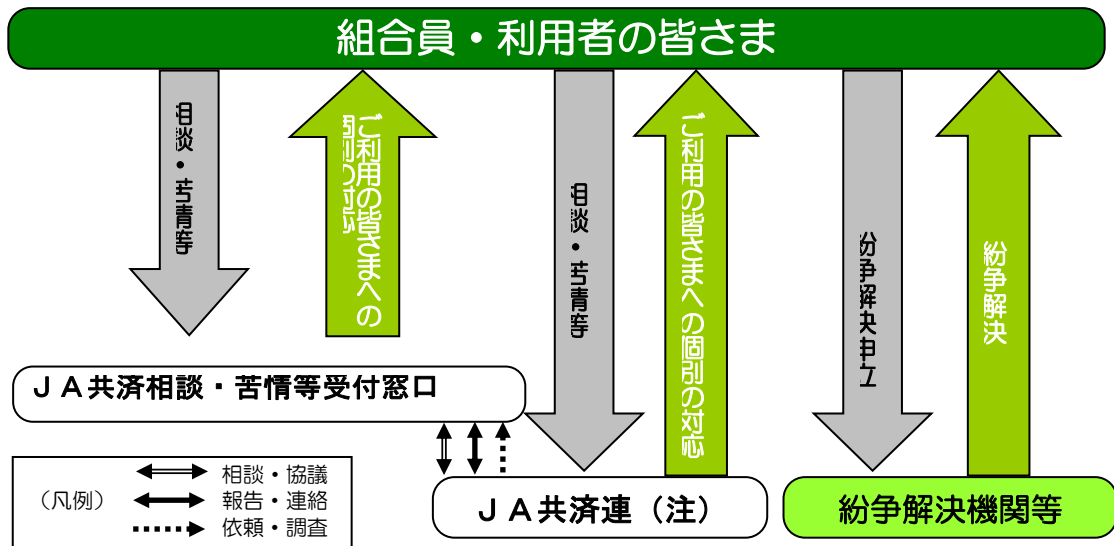 組合員・利用者の皆さま
相談・苦情等
ご利用の皆さまへの
個別の対応
相談・苦情等
ご利用の皆さまへの個別の対応
紛争解決申立
紛争解決
ＪＡ共済相談・苦情等受付窓口
（凡例）
相談・協議
報告・連絡
依頼・調査
ＪＡ共済連（注）
紛争解決機関等